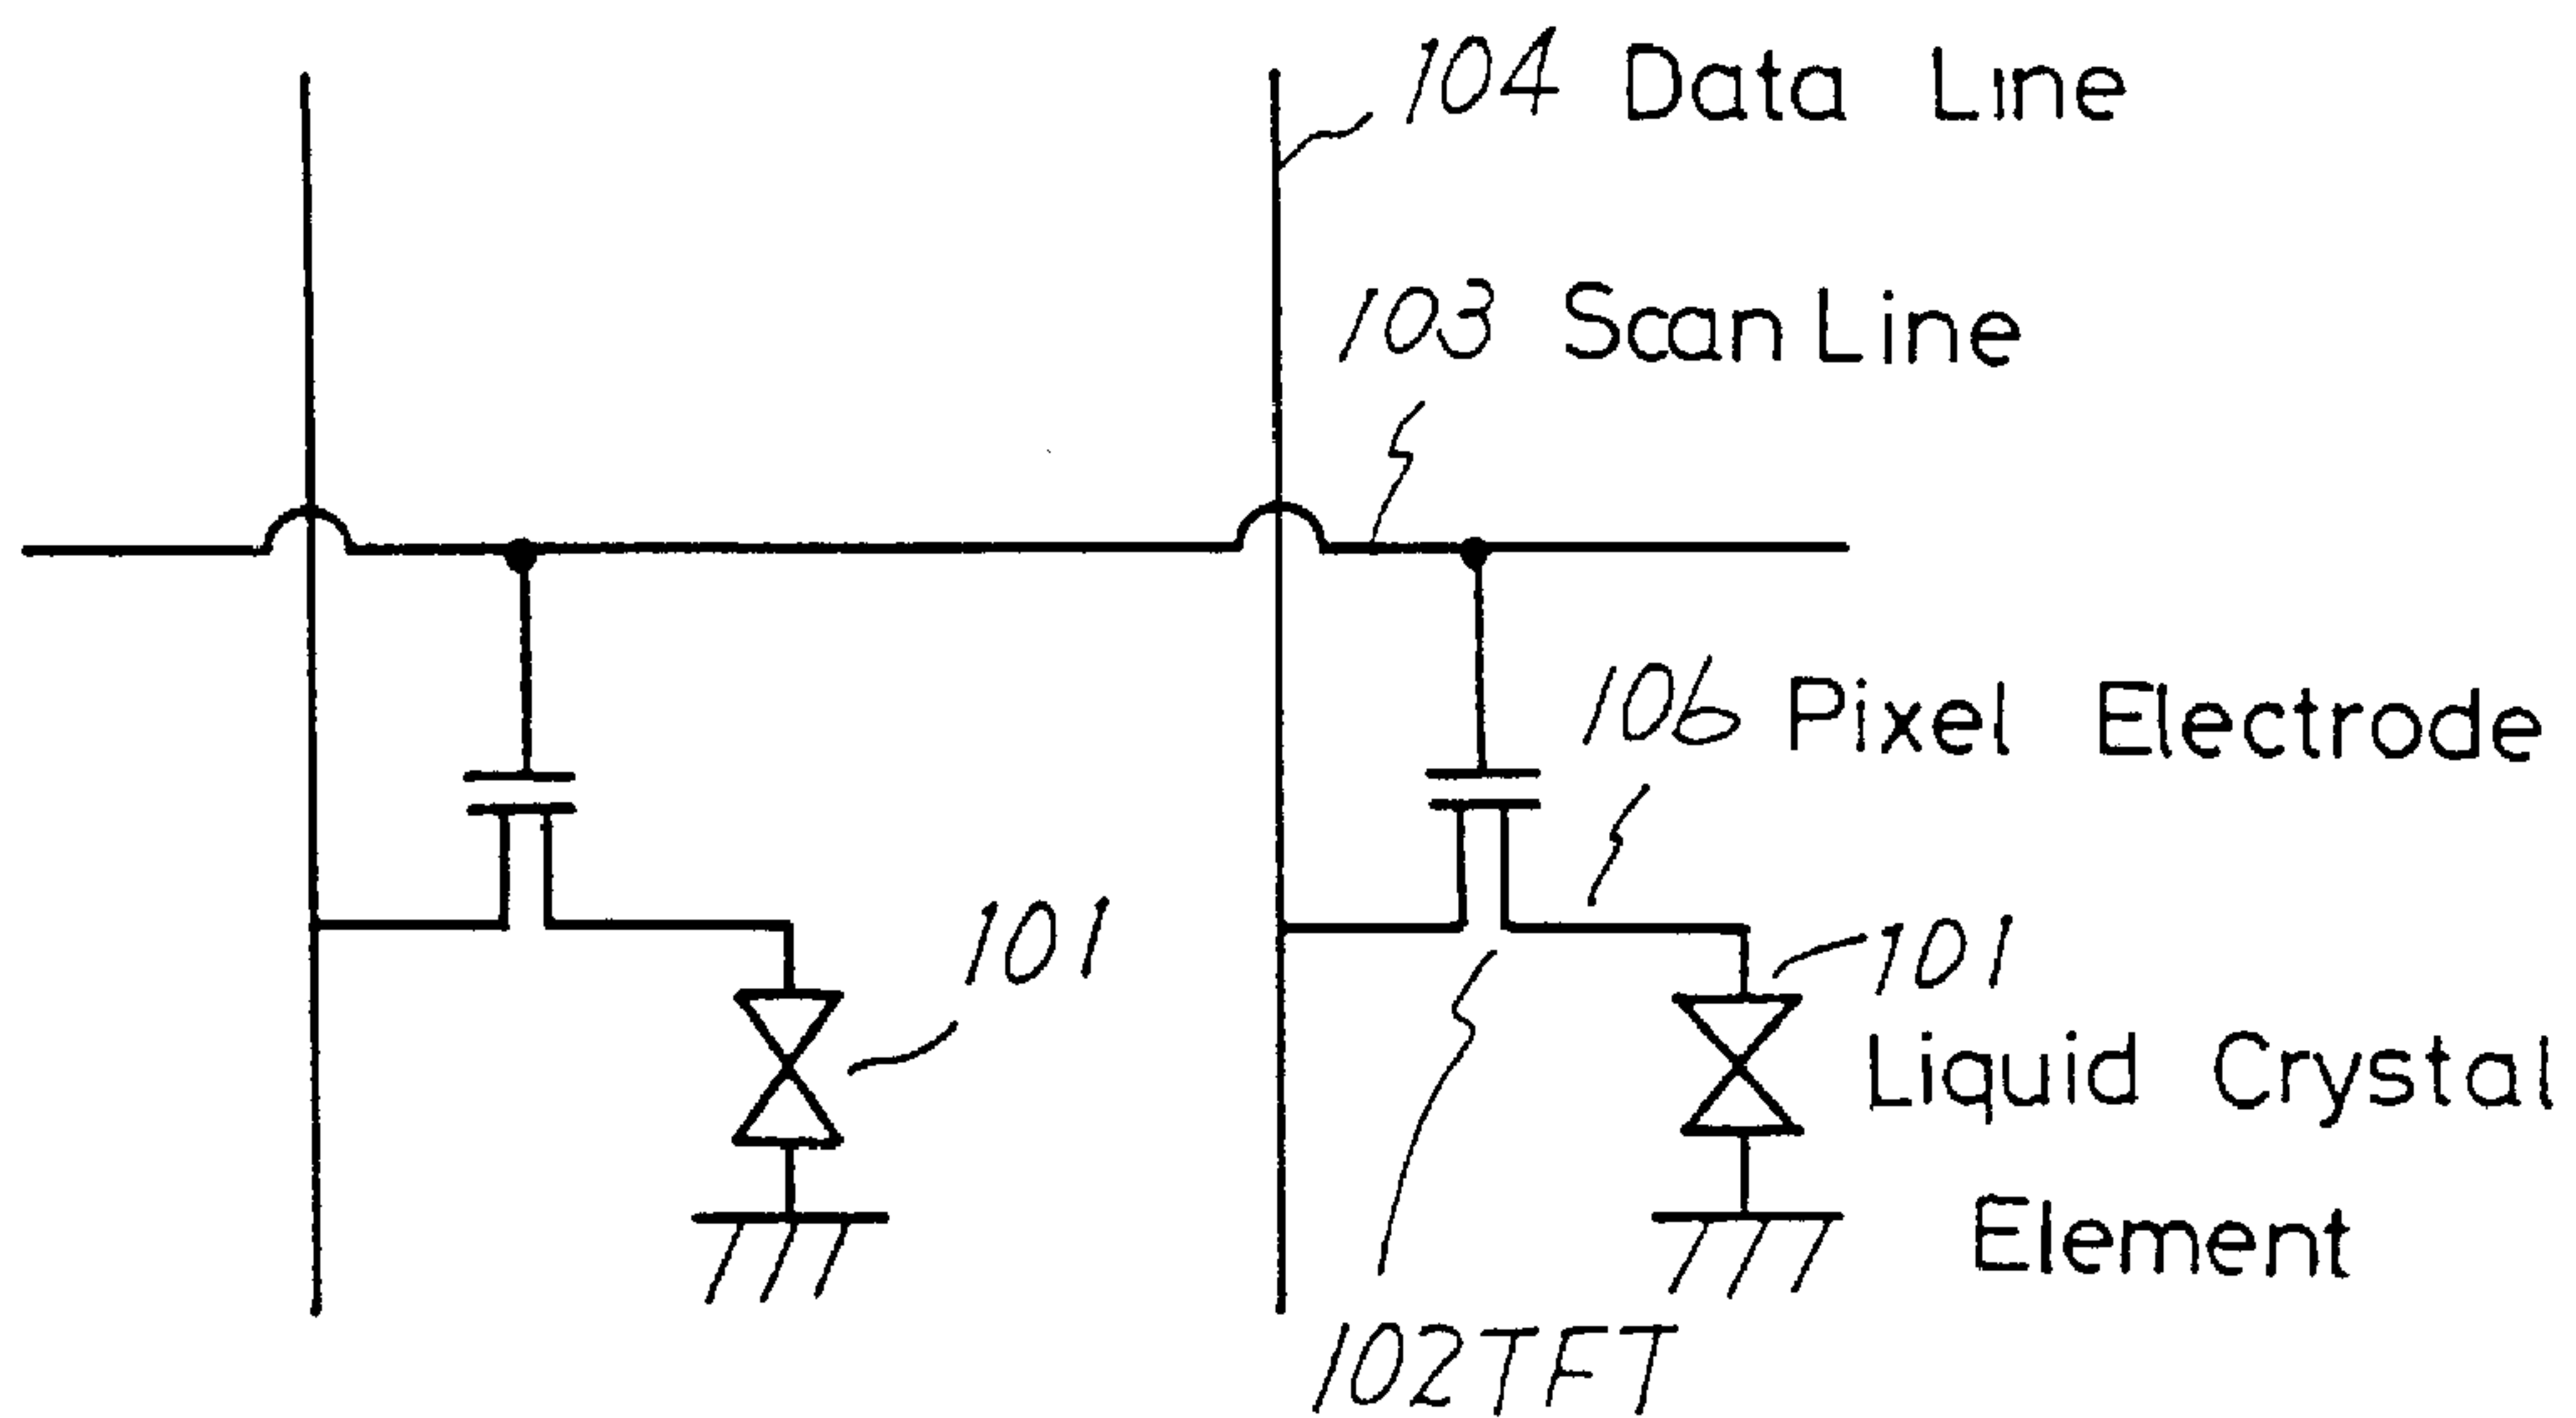 104 Data Line
103 Scan Line
106 Pixel Electrode
101
101
Liquid Crystal
Element
102TFT